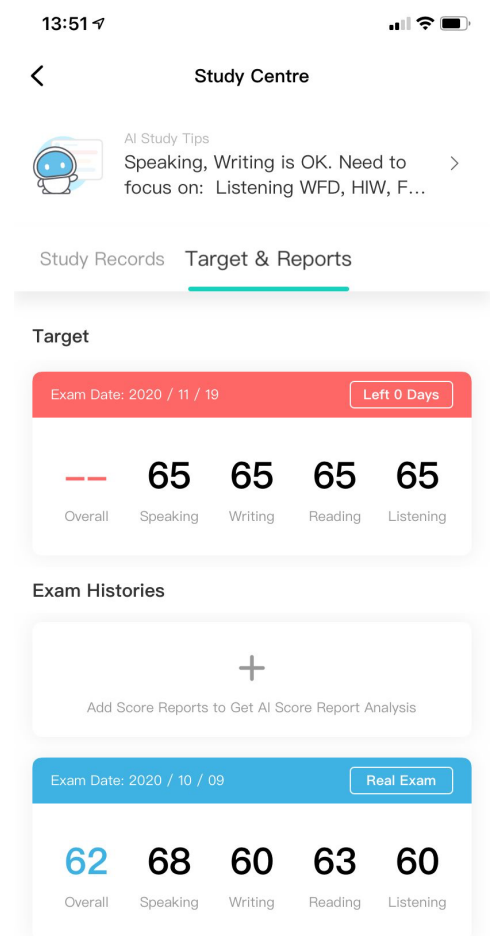 13:51
Study Centre
AI Study Tips
Speaking, Writing is OK. Need to
focus on: Listening WFD, HIW, F...
Study Records Target & Reports
Target
Exam Date: 2020 / 11 / 19 Left 0 Days
-- 65 65 65 65
Overall Speaking Writing Reading Listening
Exam Histories
+
Add Score Reports to Get AI Score Report Analysis
Exam Date: 2020 / 10 / 09 Real Exam
62 68 60 63 60
Overall Speaking Writing Reading Listening